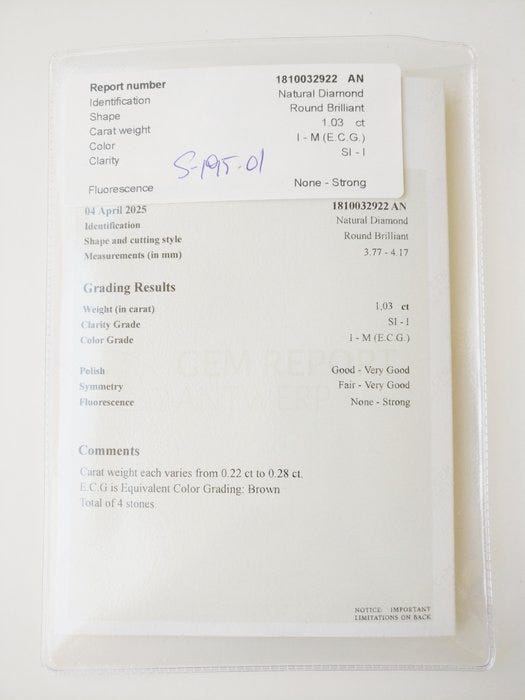 Report number 1810032922 AN
Identification Natural Diamond
Shape Round Brilliant
Carat weight 1.03 ct
Color I - M (E.C.G.)
Clarity SI - I
S-195-01
Fluorescence None - Strong
04 April 2025 1810032922 AN
Identification Natural Diamond
Shape and cutting style Round Brilliant
Measurements (in mm) 3.77 - 4.17
Grading Results
Weight (in carat) 1.03 ct
Clarity Grade SI - I
Color Grade I - M (E.C.G.)
GEM REPORT
Polish Good - Very Good
Symmetry Fair - Very Good
Fluorescence None - Strong
Comments
Carat weight each varies from 0.22 ct to 0.28 ct.
E.C.G is Equivalent Color Grading: Brown
Total of 4 stones
NOTICE: IMPORTANT
LIMITATIONS ON BACK